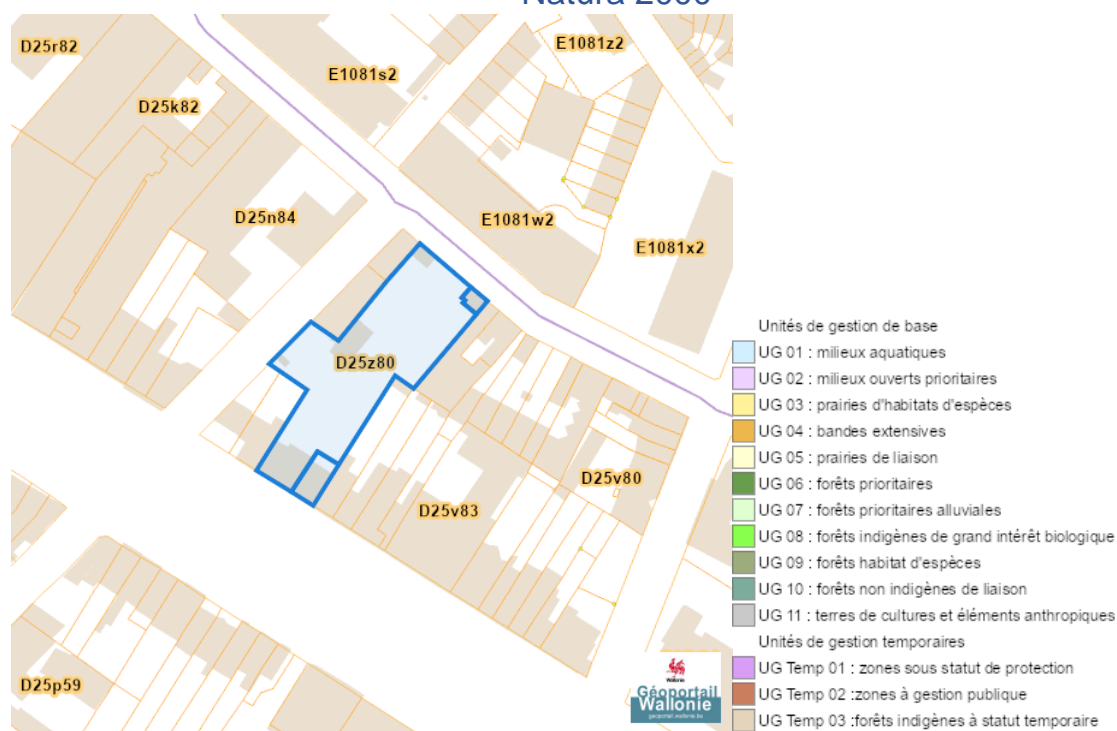 Natura 2000
D25r82
E1081z2
E1081s2
D25k82
D25n84
E1081w2
E1081x2
D25z80
D25v80
D25v83
D25p59
Unités de gestion de base
UG 01 : milieux aquatiques
UG 02 : milieux ouverts prioritaires
UG 03 : prairies d'habitats d'espèces
UG 04 : bandes extensives
UG 05 : prairies de liaison
UG 06 : forêts prioritaires
UG 07 : forêts prioritaires alluviales
UG 08 : forêts indigènes de grand intérêt biologique
UG 09 : forêts habitat d'espèces
UG 10 : forêts non indigènes de liaison
UG 11 : terres de cultures et éléments anthropiques
Unités de gestion temporaires
UG Temp 01 : zones sous statut de protection
UG Temp 02 :zones à gestion publique
UG Temp 03 :forêts indigènes à statut temporaire
Wallonie
Géoportail
Wallonie
geoportail.wallonie.be